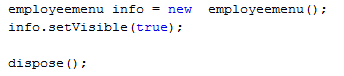 employeemenu info = new  employeemenu();
info.setVisible(true);
dispose();